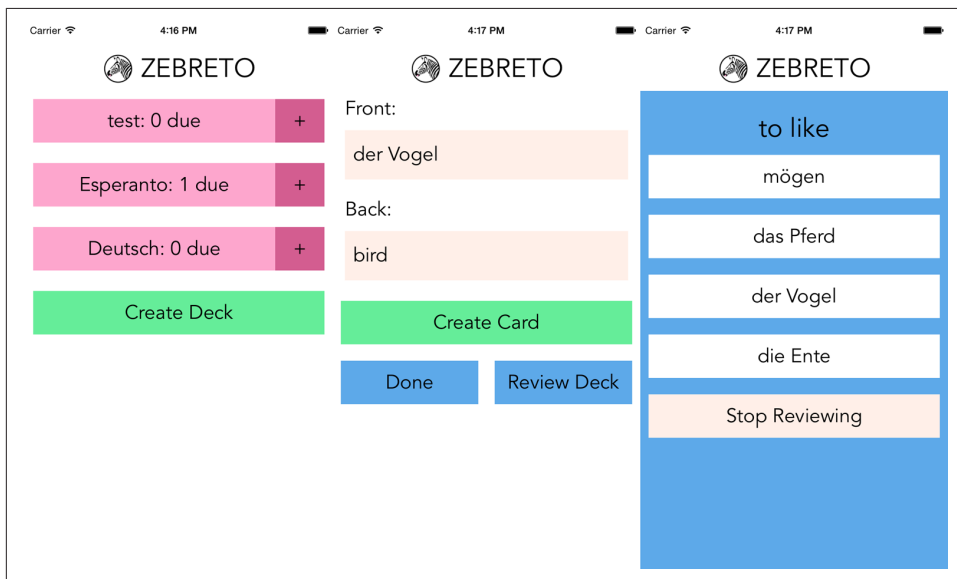 Carrier 4:16 PM
ZEBRETO
test: 0 due +
Esperanto: 1 due +
Deutsch: 0 due +
Create Deck
Carrier 4:17 PM
ZEBRETO
Front:
der Vogel
Back:
bird
Create Card
Done Review Deck
Carrier 4:17 PM
ZEBRETO
to like
mögen
das Pferd
der Vogel
die Ente
Stop Reviewing